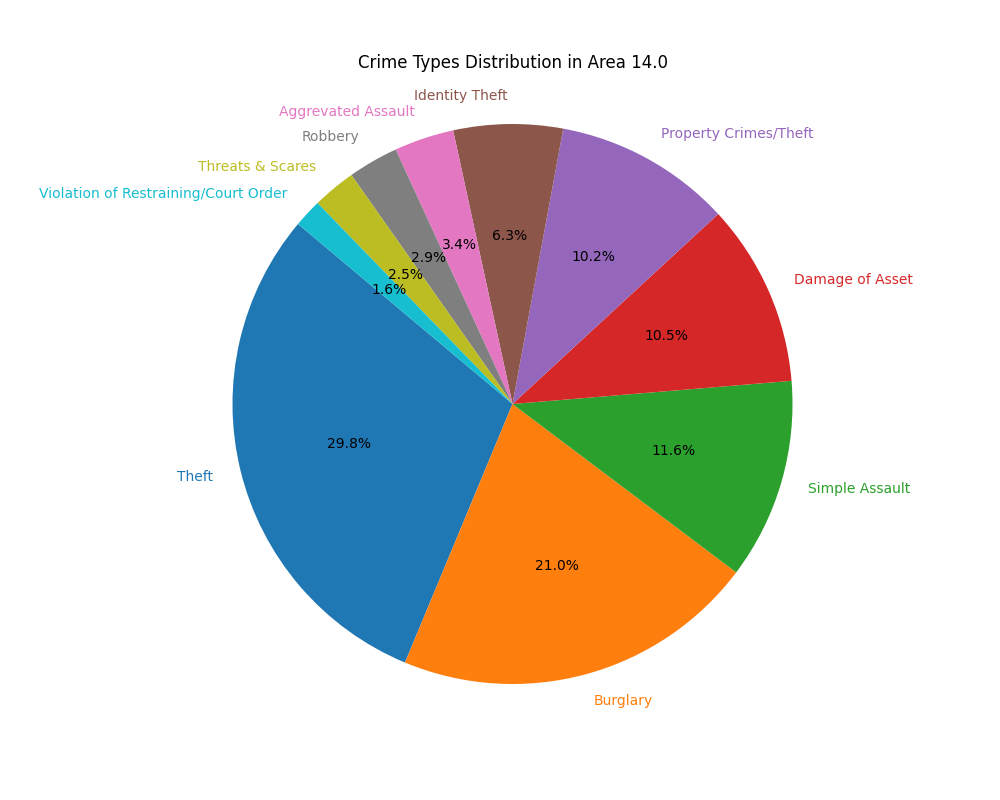 Crime Types Distribution in Area 14.0
Identity Theft
Aggrevated Assault
Property Crimes/Theft
Robbery
Threats & Scares
Violation of Restraining/Court Order
6.3%
3.4%
10.2%
2.9%
2.5%
1.6%
Damage of Asset
10.5%
29.8%
11.6%
Theft
Simple Assault
21.0%
Burglary